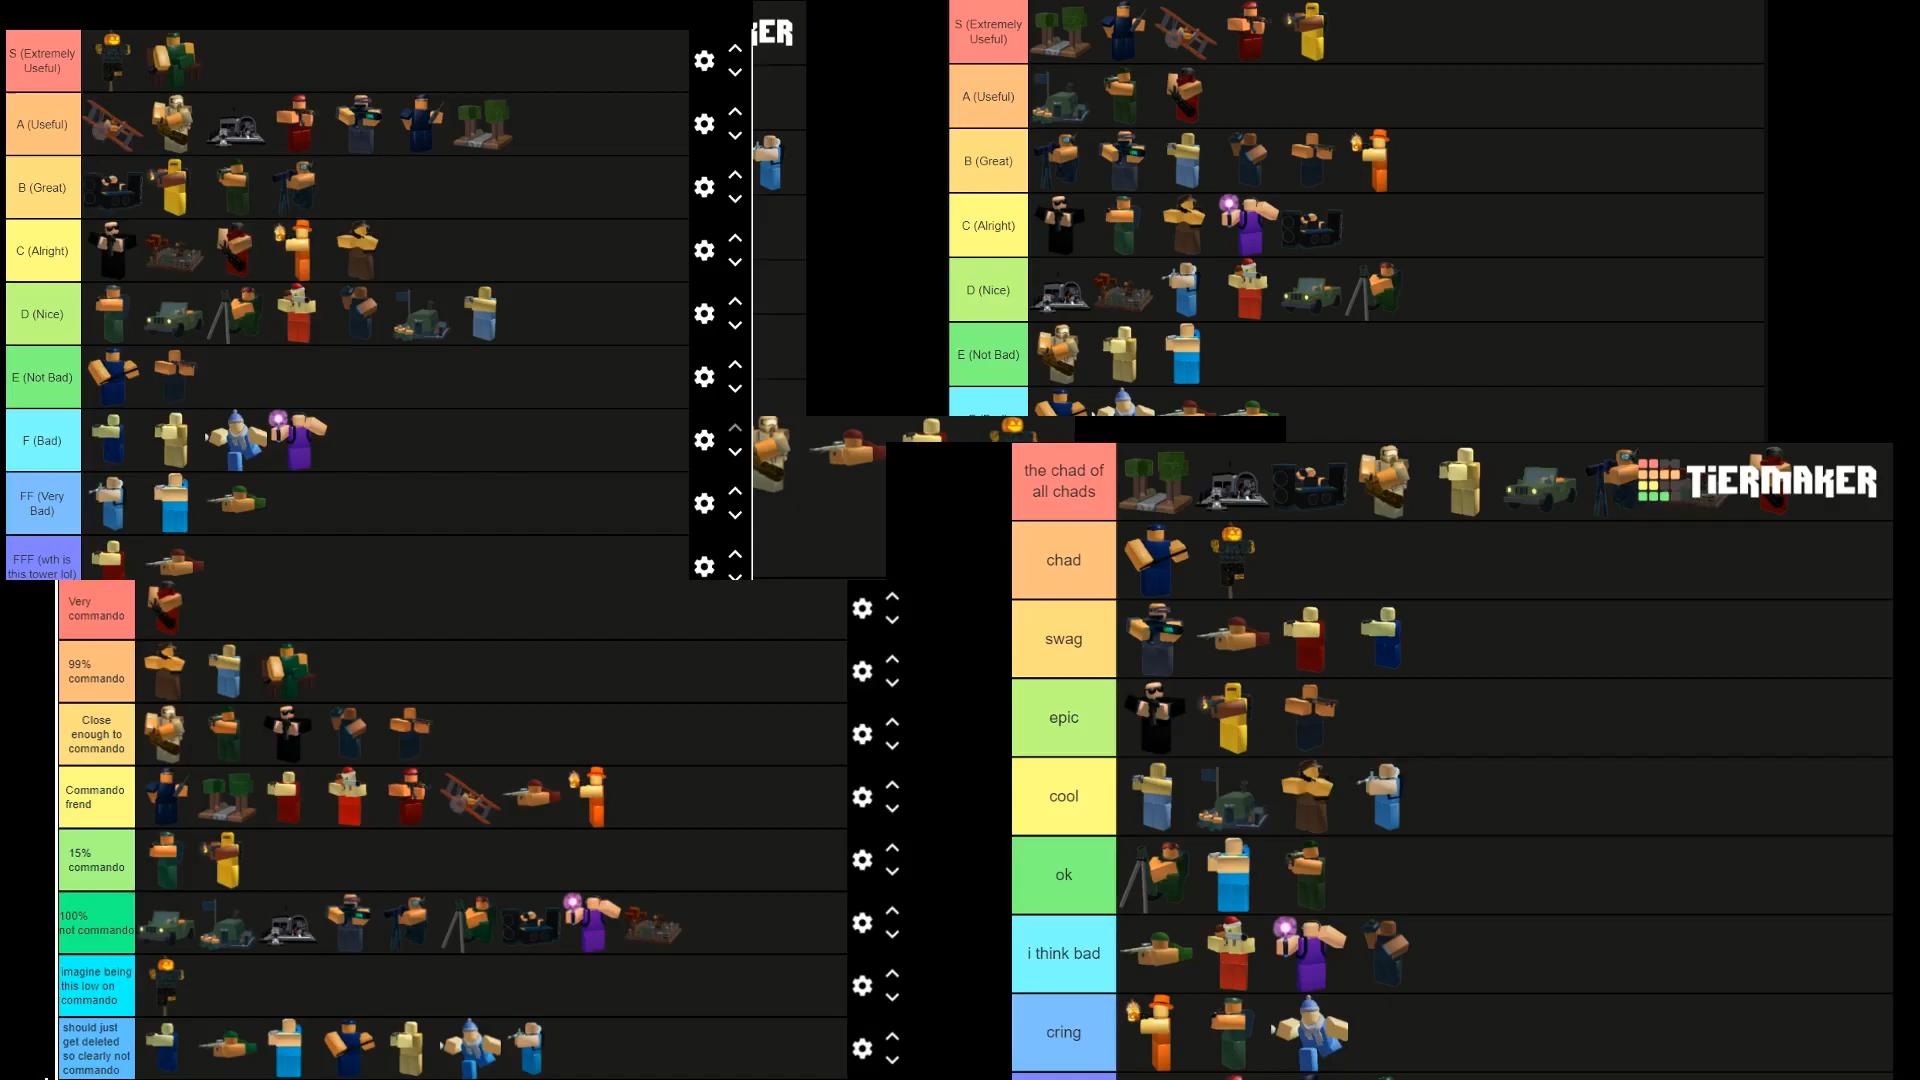 S (Extremely
Useful)
A (Useful)
B (Great)
C (Alright)
D (Nice)
E (Not Bad)
F (Bad)
FF (Very
Bad)
FFF (wth is
this tower lol)
KER
S (Extremely
Useful)
A (Useful)
B (Great)
C (Alright)
D (Nice)
E (Not Bad)
Very
commando
99%
commando
Close
enough to
commando
Commando
frend
15%
commando
100%
not commando
imagine being
this low on
commando
should just
get deleted
so clearly not
commando
the chad of
all chads
TiERMAKER
chad
swag
epic
cool
ok
i think bad
cring